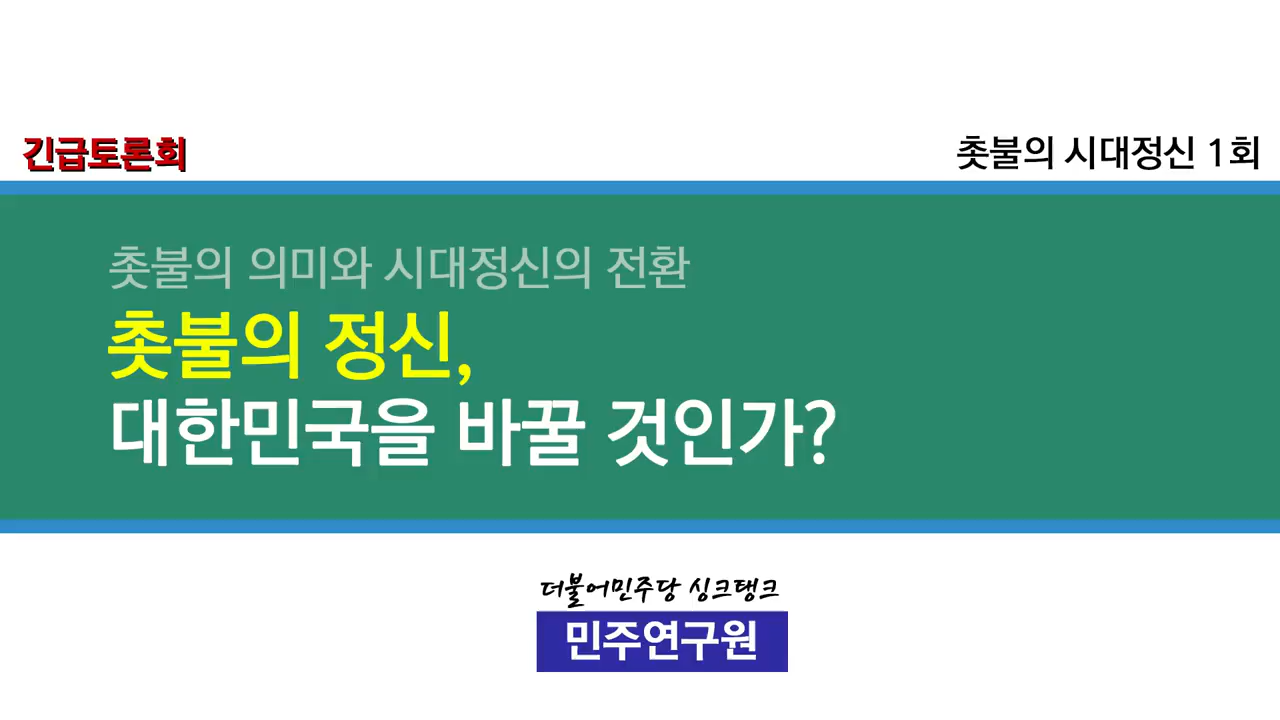 긴급토론회
촛불의 시대정신 1회
촛불의 의미와 시대정신의 전환
촛불의 정신,
대한민국을 바꿀 것인가?
더불어민주당 싱크탱크
민주연구원